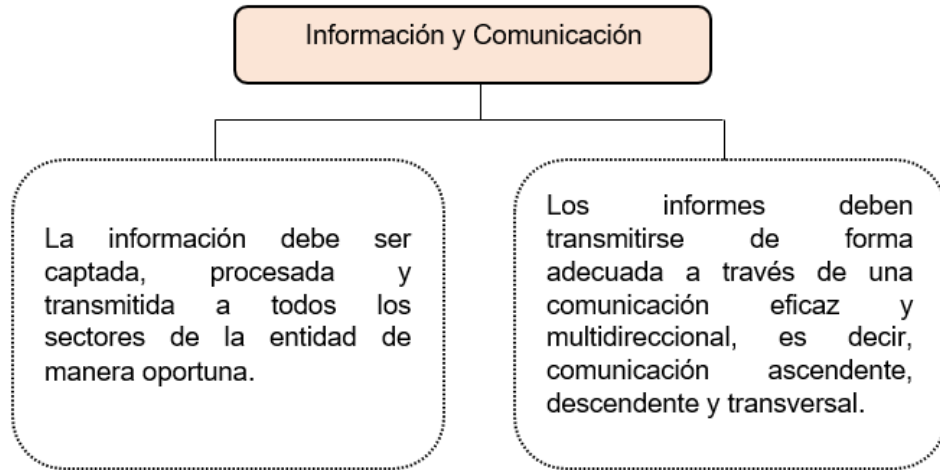 Información y Comunicación
La información debe ser
captada, procesada y
transmitida a todos los
sectores de la entidad de
manera oportuna.
Los informes deben
transmitirse de forma
adecuada a través de una
comunicación eficaz y
multidireccional, es decir,
comunicación ascendente,
descendente y transversal.